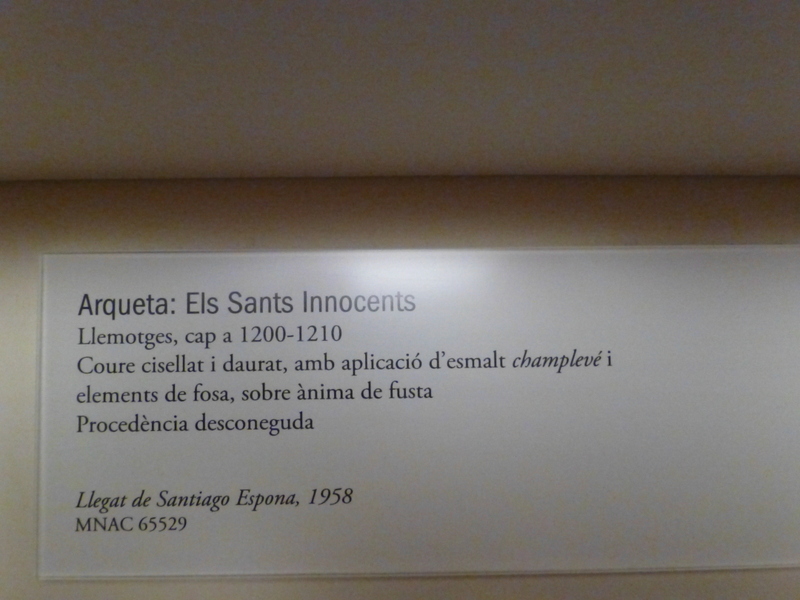 Arqueta: Els Sants Innocents
Llemotges, cap a 1200-1210
Coure cisellat i daurat, amb aplicació d'esmalt champlevé i
elements de fosa, sobre ànima de fusta
Procedència desconeguda
Llegat de Santiago Espona, 1958
MNAC 65529